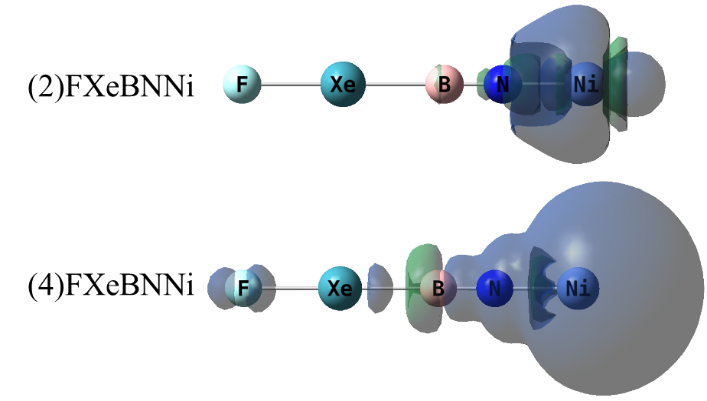 (2)FXeBNNi F Xe B N Ni
(4)FXeBNNi F Xe B N Ni